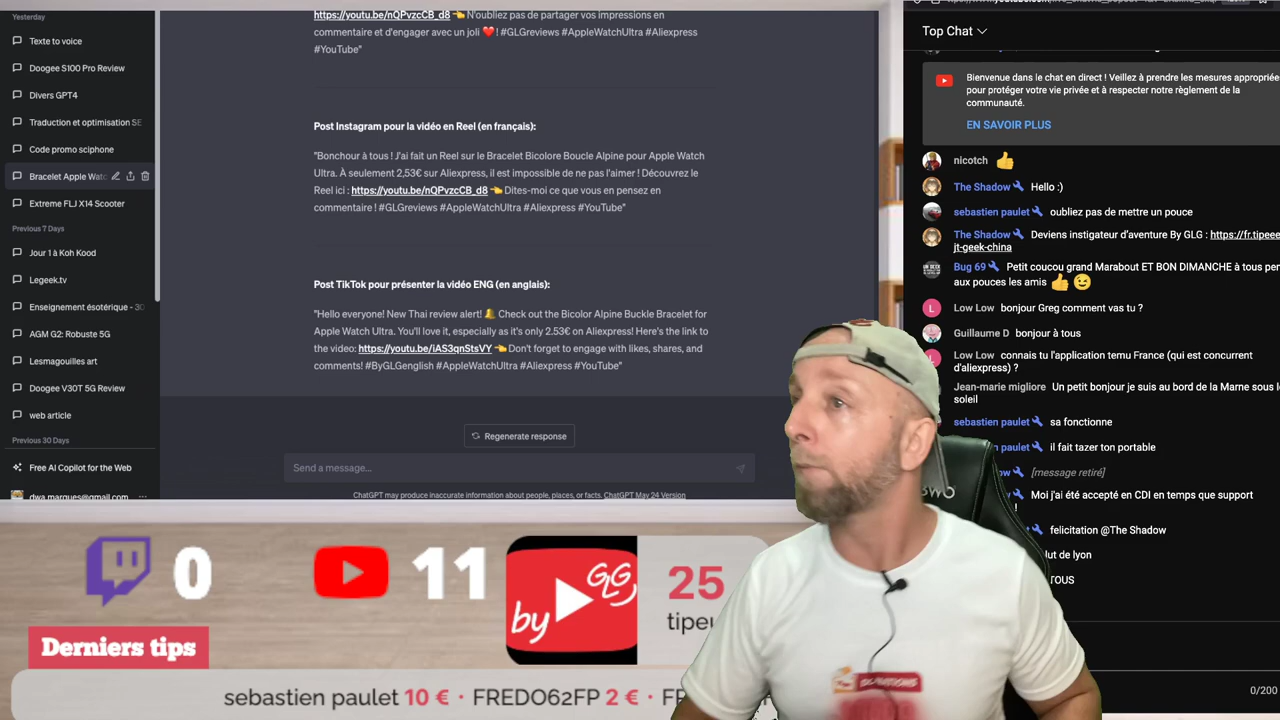 Yesterday
Texte to voice
Doogee S100 Pro Review
Divers GPT4
Traduction et optimisation SE
Code promo sciphone
Bracelet Apple Watc
Extreme FLJ X14 Scooter
Previous 7 Days
Jour 1 à Koh Kood
Legeek.tv
Enseignement ésotérique - 30
AGM G2: Robuste 5G
Lesmagouilles art
Doogee V30T 5G Review
web article
Previous 30 Days
Free AI Copilot for the Web
dwa.marques@gmail.com ...
https://youtu.be/nQPvzcCB_d8 👈 N'oubliez pas de partager vos impressions en
commentaire et d'engager avec un joli ❤️ ! #GLGreviews #AppleWatchUltra #Aliexpress
#YouTube"
Post Instagram pour la vidéo en Reel (en français):
"Bonchour à tous ! J'ai fait un Reel sur le Bracelet Bicolore Boucle Alpine pour Apple Watch
Ultra. À seulement 2,53€ sur Aliexpress, il est impossible de ne pas l'aimer ! Découvrez le
Reel ici : https://youtu.be/nQPvzcCB_d8 👈 Dites-moi ce que vous en pensez en
commentaire ! #GLGreviews #AppleWatchUltra #Aliexpress #YouTube"
Post TikTok pour présenter la vidéo ENG (en anglais):
"Hello everyone! New Thai review alert! 🔔 Check out the Bicolor Alpine Buckle Bracelet for
Apple Watch Ultra. You'll love it, especially as it's only 2.53€ on Aliexpress! Here's the link to
the video: https://youtu.be/iAS3qnStsVY 👈 Don't forget to engage with likes, shares, and
comments! #ByGLGenglish #AppleWatchUltra #Aliexpress #YouTube"
Regenerate response
Send a message...
ChatGPT may produce inaccurate information about people, places, or facts. ChatGPT May 24 Version
Top Chat
Bienvenue dans le chat en direct ! Veillez à prendre les mesures appropriées
pour protéger votre vie privée et à respecter notre règlement de la
communauté.
EN SAVOIR PLUS
nicotch 👍
The Shadow Hello :)
sebastien paulet oubliez pas de mettre un pouce
The Shadow Deviens instigateur d'aventure By GLG : https://fr.tipeee
jt-geek-china
Bug 69 Petit coucou grand Marabout ET BON DIMANCHE à tous pen
aux pouces les amis 👍 😉
Low Low bonjour Greg comment vas tu ?
Guillaume D bonjour à tous
Low Low connais tu l'application temu France (qui est concurrent
d'aliexpress) ?
Jean-marie migliore Un petit bonjour je suis au bord de la Marne sous le
soleil
sebastien paulet sa fonctionne
paulet il fait tazer ton portable
[message retiré]
Moi j'ai été accepté en CDI en temps que support
!
felicitation @The Shadow
lut de lyon
TOUS
0/200
0
11
by GLG
25
tipeu
Derniers tips
sebastien paulet 10 € · FREDO62FP 2 € · FR